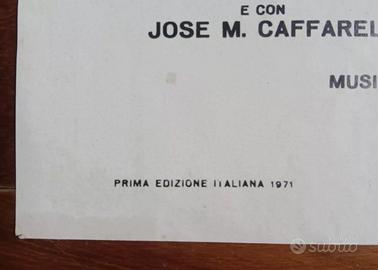 E CON
JOSE M. CAFFAREL
MUSI
PRIMA EDIZIONE ITALIANA 1971
subito